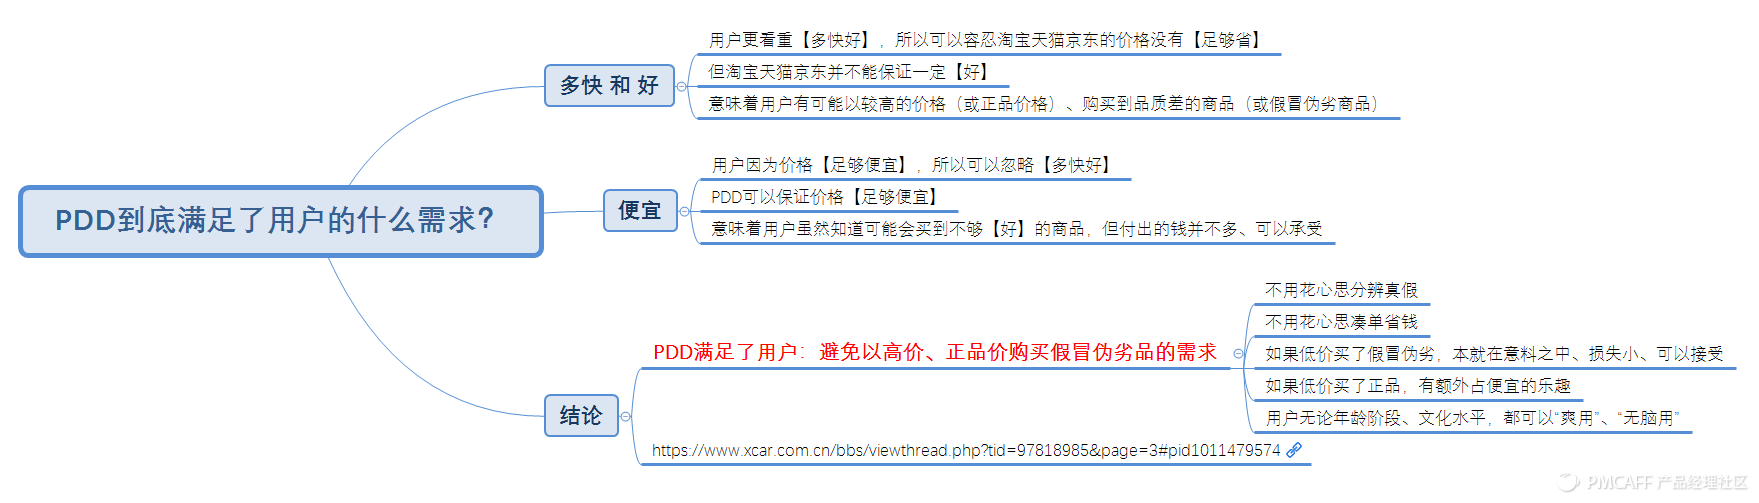 用户更看重【多快好】，所以可以容忍淘宝天猫京东的价格没有【足够省】
多快 和 好
但淘宝天猫京东并不能保证一定【好】
意味着用户有可能以较高的价格（或正品价格）、购买到品质差的商品（或假冒伪劣商品）
PDD到底满足了用户的什么需求？
用户因为价格【足够便宜】，所以可以忽略【多快好】
便宜
PDD可以保证价格【足够便宜】
意味着用户虽然知道可能会买到不够【好】的商品，但付出的钱并不多、可以承受
结论
PDD满足了用户：避免以高价、正品价购买假冒伪劣品的需求
不用花心思分辨真假
不用花心思凑单省钱
如果低价买了假冒伪劣，本就在意料之中、损失小、可以接受
如果低价买了正品，有额外占便宜的乐趣
用户无论年龄阶段、文化水平，都可以“爽用”、“无脑用”
https://www.xcar.com.cn/bbs/viewthread.php?tid=97818985&page=3#pid1011479574
PMCAFF 产品经理社区